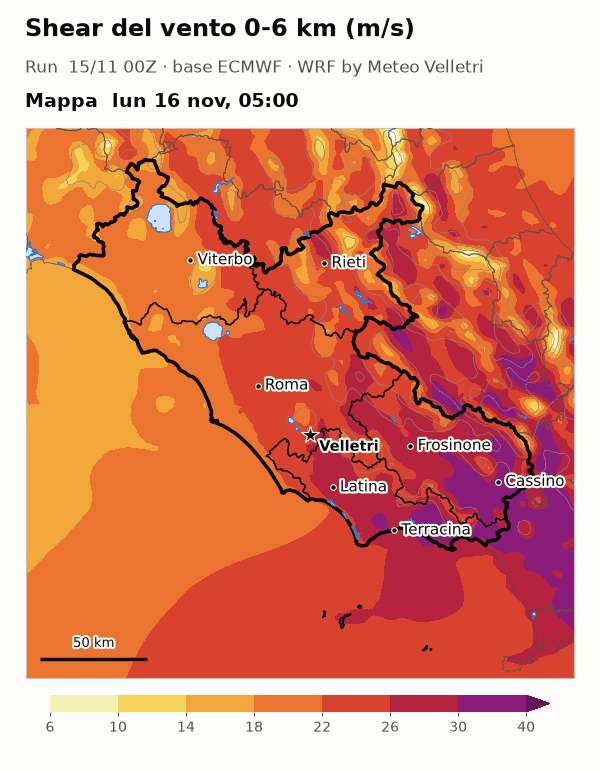 Shear del vento 0-6 km (m/s)
Run  15/11 00Z · base ECMWF · WRF by Meteo Velletri
Mappa  lun 16 nov, 05:00
Viterbo
Rieti
Roma
Velletri
Frosinone
Cassino
Latina
Terracina
50 km
6 10 14 18 22 26 30 40